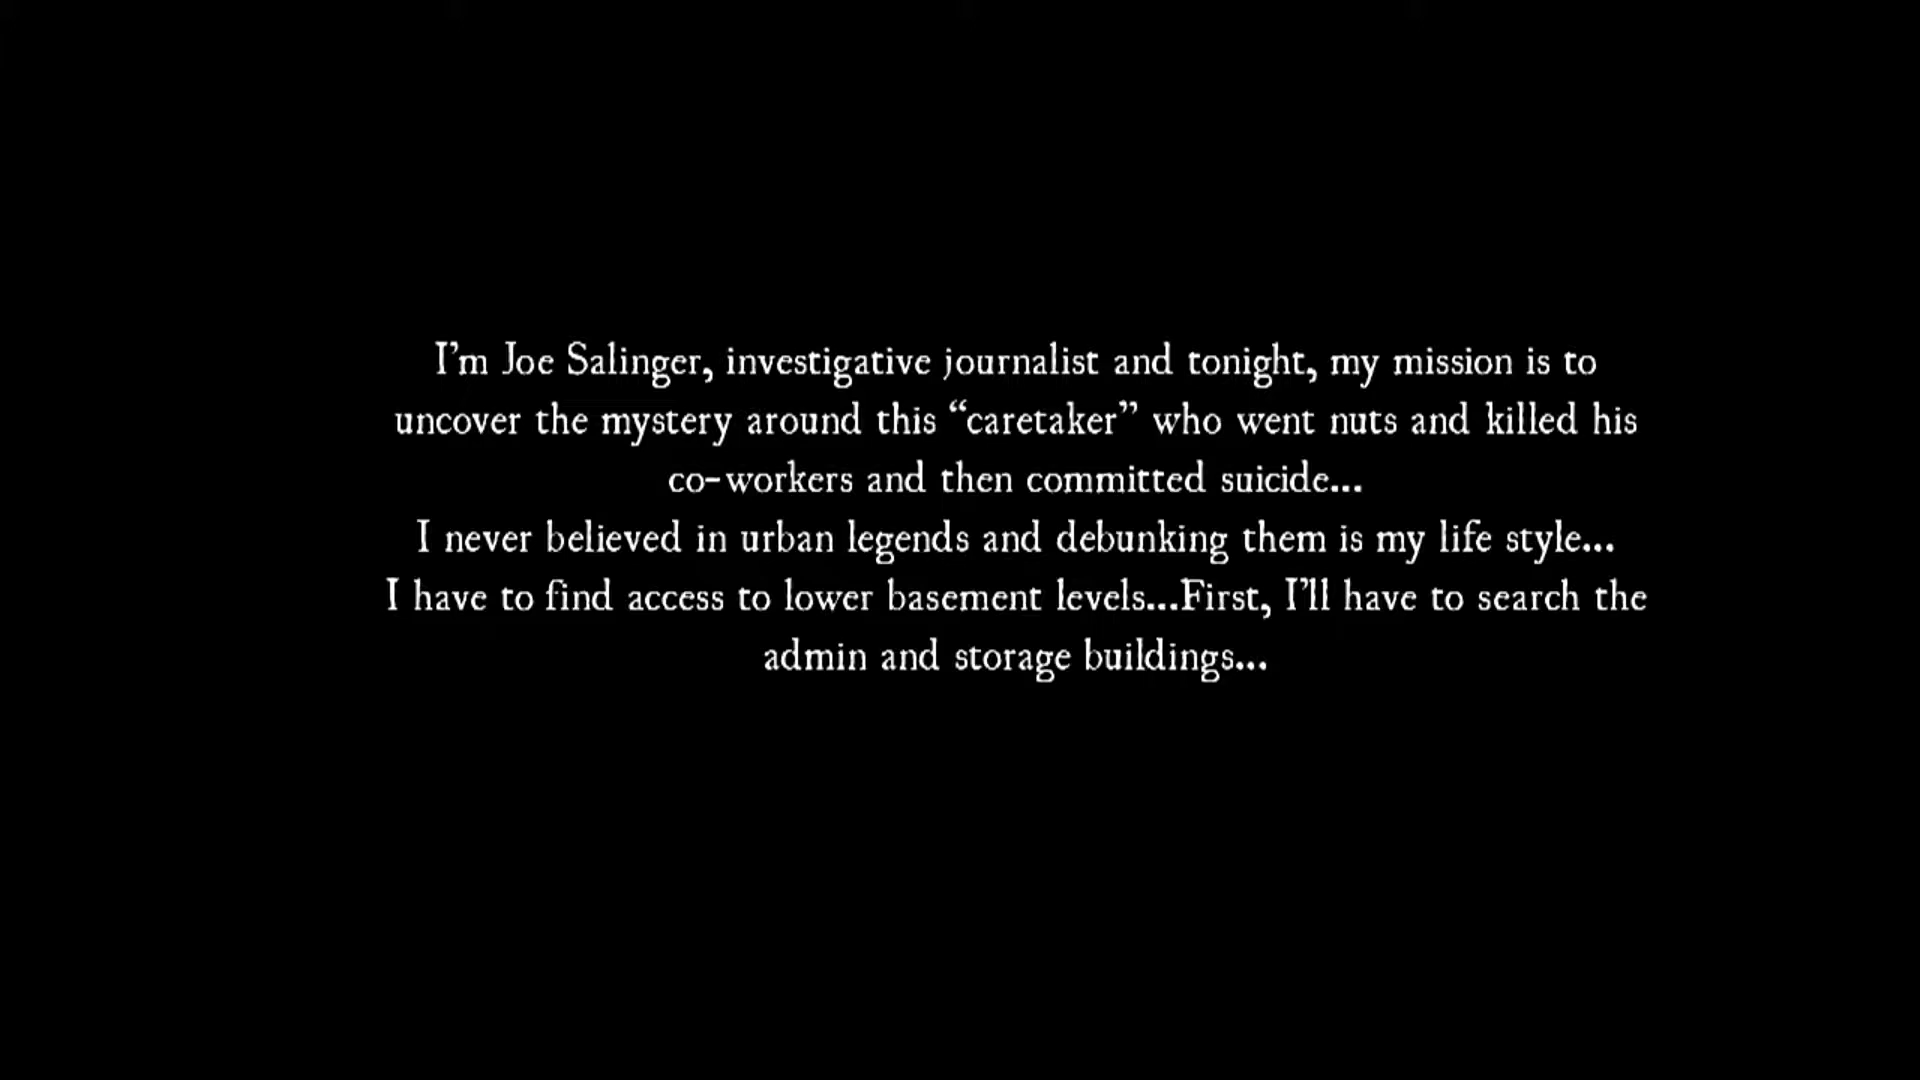 I’m Joe Salinger, investigative journalist and tonight, my mission is to
uncover the mystery around this “caretaker” who went nuts and killed his
co-workers and then committed suicide...
I never believed in urban legends and debunking them is my life style...
I have to find access to lower basement levels...First, I’ll have to search the
admin and storage buildings...